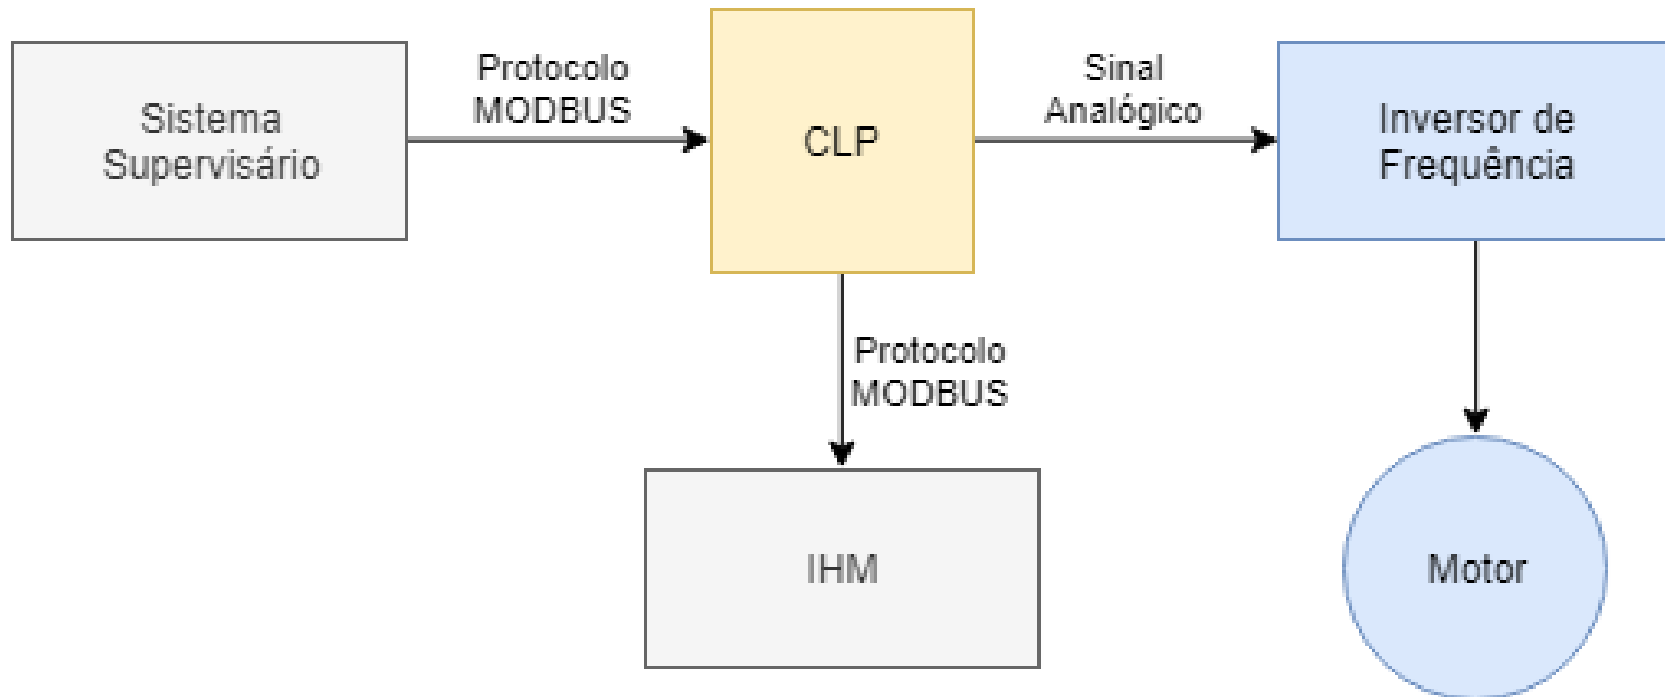 Sistema
Supervisário
Protocolo
MODBUS
CLP
Sinal
Analógico
Inversor de
Frequência
Protocolo
MODBUS
IHM
Motor